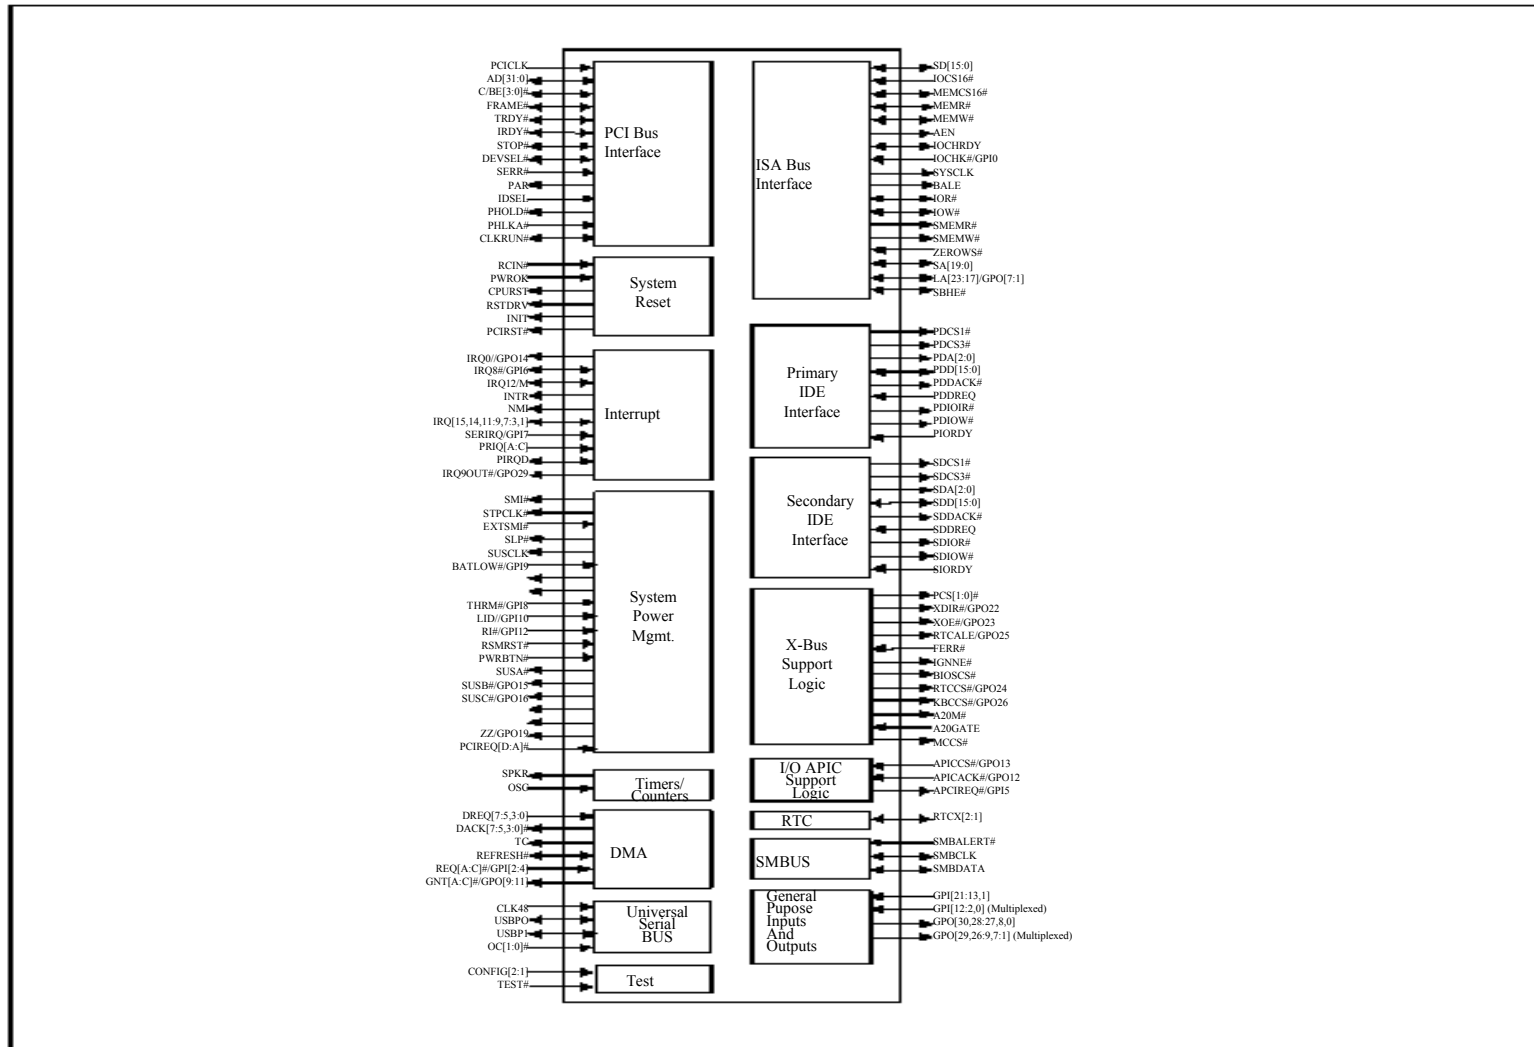 PCICLK
AD[31:0]
C/BE[3:0]#
FRAME#
TRDY#
IRDY#
STOP#
DEVSEL#
SERR#
PAR
IDSEL
PHOLD#
PHLKA#
CLKRUN#
PCI Bus
Interface
RCIN#
PWROK
CPURST
RSTDRV
INIT
PCIRST#
System
Reset
IRQ0//GPO14
IRQ8#/GPI6
IRQ12/M
INTR
NMI
IRQ[15,14,11:9,7:3,1]
SERIRQ/GPI7
PRIQ[A:C]
PIRQD
IRQ9OUT#/GPO29
Interrupt
SMI#
STPCLK#
EXTSMI#
SLP#
SUSCLK
BATLOW#/GPI9
THRM#/GPI8
LID//GPI10
RI#/GPI12
RSMRST#
PWRBTN#
SUSA#
SUSB#/GPO15
SUSC#/GPO16
ZZ/GPO19
PCIREQ[D:A]#
System
Power
Mgmt.
SPKR
OSC
Timers/
Counters
DREQ[7:5,3:0]
DACK[7:5,3:0]#
TC
REFRESH#
REQ[A:C]#/GPI[2:4]
GNT[A:C]#/GPO[9:11]
DMA
CLK48
USBPO
USBP1
OC[1:0]#
Universal
Serial
BUS
CONFIG[2:1]
TEST#
Test
ISA Bus
Interface
SD[15:0]
IOCS16#
MEMCS16#
MEMR#
MEMW#
AEN
IOCHRDY
IOCHK#/GPI0
SYSCLK
BALE
IOR#
IOW#
SMEMR#
SMEMW#
ZEROWS#
SA[19:0]
LA[23:17]/GPO[7:1]
SBHE#
Primary
IDE
Interface
PDCS1#
PDCS3#
PDA[2:0]
PDD[15:0]
PDDACK#
PDDREQ
PDIOIR#
PDIOW#
PIORDY
Secondary
IDE
Interface
SDCS1#
SDCS3#
SDA[2:0]
SDD[15:0]
SDDACK#
SDDREQ
SDIOR#
SDIOW#
SIORDY
X-Bus
Support
Logic
PCS[1:0]#
XDIR#/GPO22
XOE#/GPO23
RTCALE/GPO25
FERR#
IGNNE#
BIOSCS#
RTCCS#/GPO24
KBCCS#/GPO26
A20M#
A20GATE
MCCS#
I/O APIC
Support
Logic
APICCS#/GPO13
APICACK#/GPO12
APCIREQ#/GPI5
RTC
RTCX[2:1]
SMBUS
SMBALERT#
SMBCLK
SMBDATA
General
Pupose
Inputs
And
Outputs
GPI[21:13,1]
GPI[12:2,0] (Multiplexed)
GPO[30,28:27,8,0]
GPO[29,26:9,7:1] (Multiplexed)